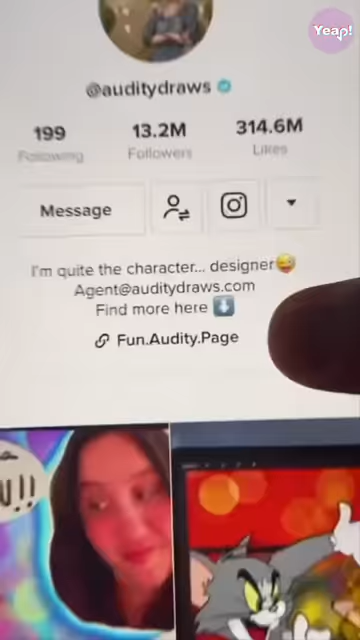 Yeap!
@auditydraws
199
13.2M
314.6M
Following
Followers
Likes
Message
I'm quite the character... designer😅
Agent@auditydraws.com
Find more here ⬇️
Fun.Audity.Page